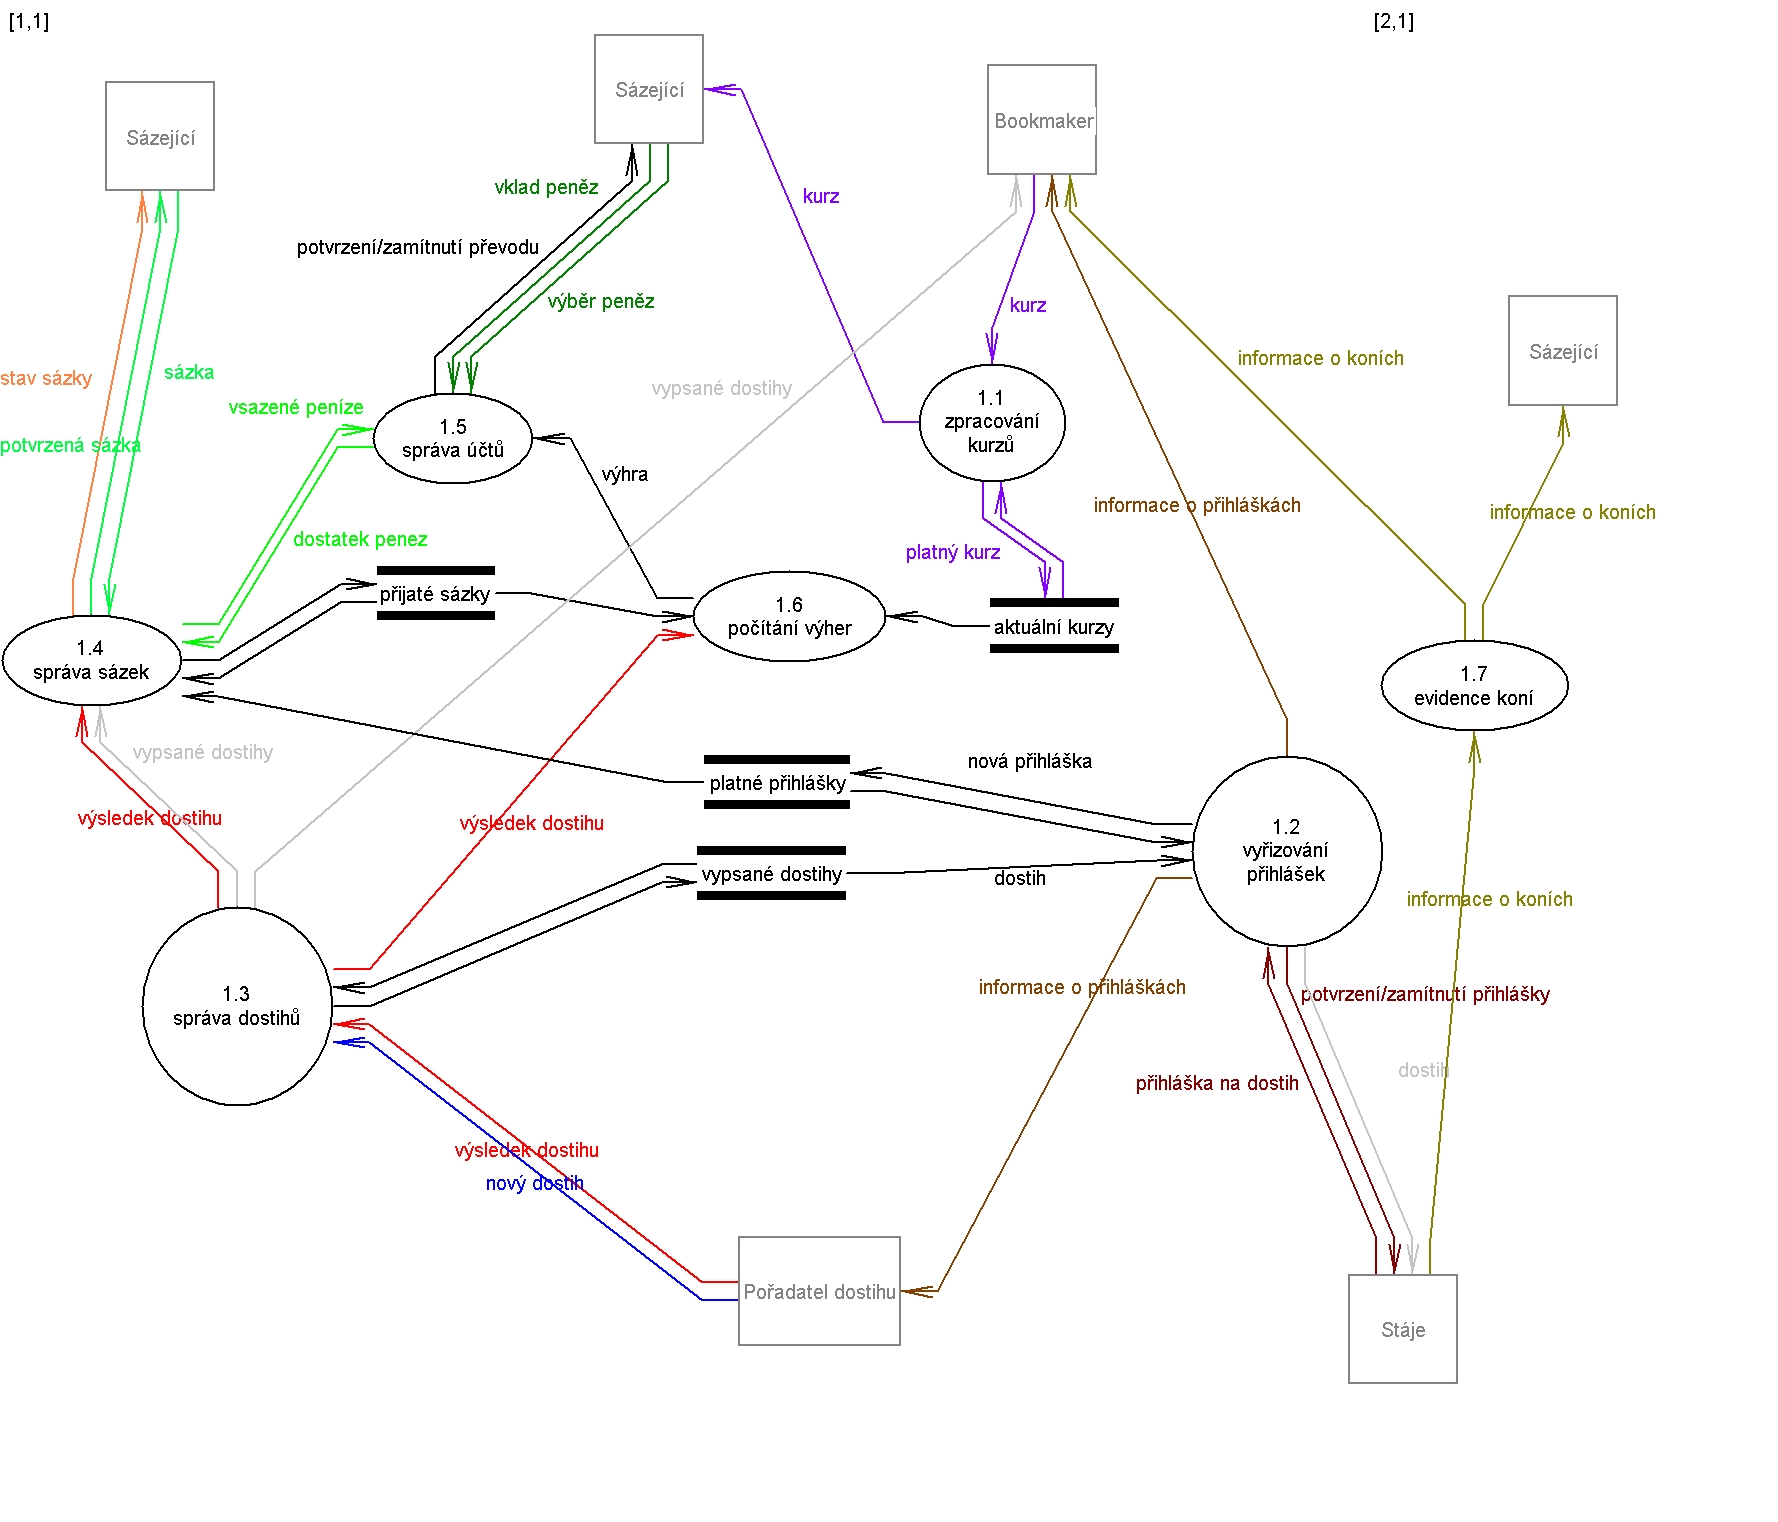 [1,1]
[2,1]
Sázející
Bookmaker
Sázející
vklad peněz
kurz
potvrzení/zamítnutí převodu
výběr peněz
kurz
Sázející
informace o koních
stav sázky
sázka
vypsané dostihy
vsazené peníze
1.1
zpracování
kurzů
potvrzená sázka
1.5
správa účtů
výhra
informace o přihláškách
informace o koních
dostatek penez
platný kurz
přijaté sázky
1.6
počítání výher
aktuální kurzy
1.4
správa sázek
1.7
evidence koní
vypsané dostihy
nová přihláška
platné přihlášky
výsledek dostihu
výsledek dostihu
1.2
vyřizování
přihlášek
vypsané dostihy
dostih
informace o koních
1.3
správa dostihů
informace o přihláškách
potvrzení/zamítnutí přihlášky
dostih
přihláška na dostih
výsledek dostihu
nový dostih
Pořadatel dostihu
Stáje